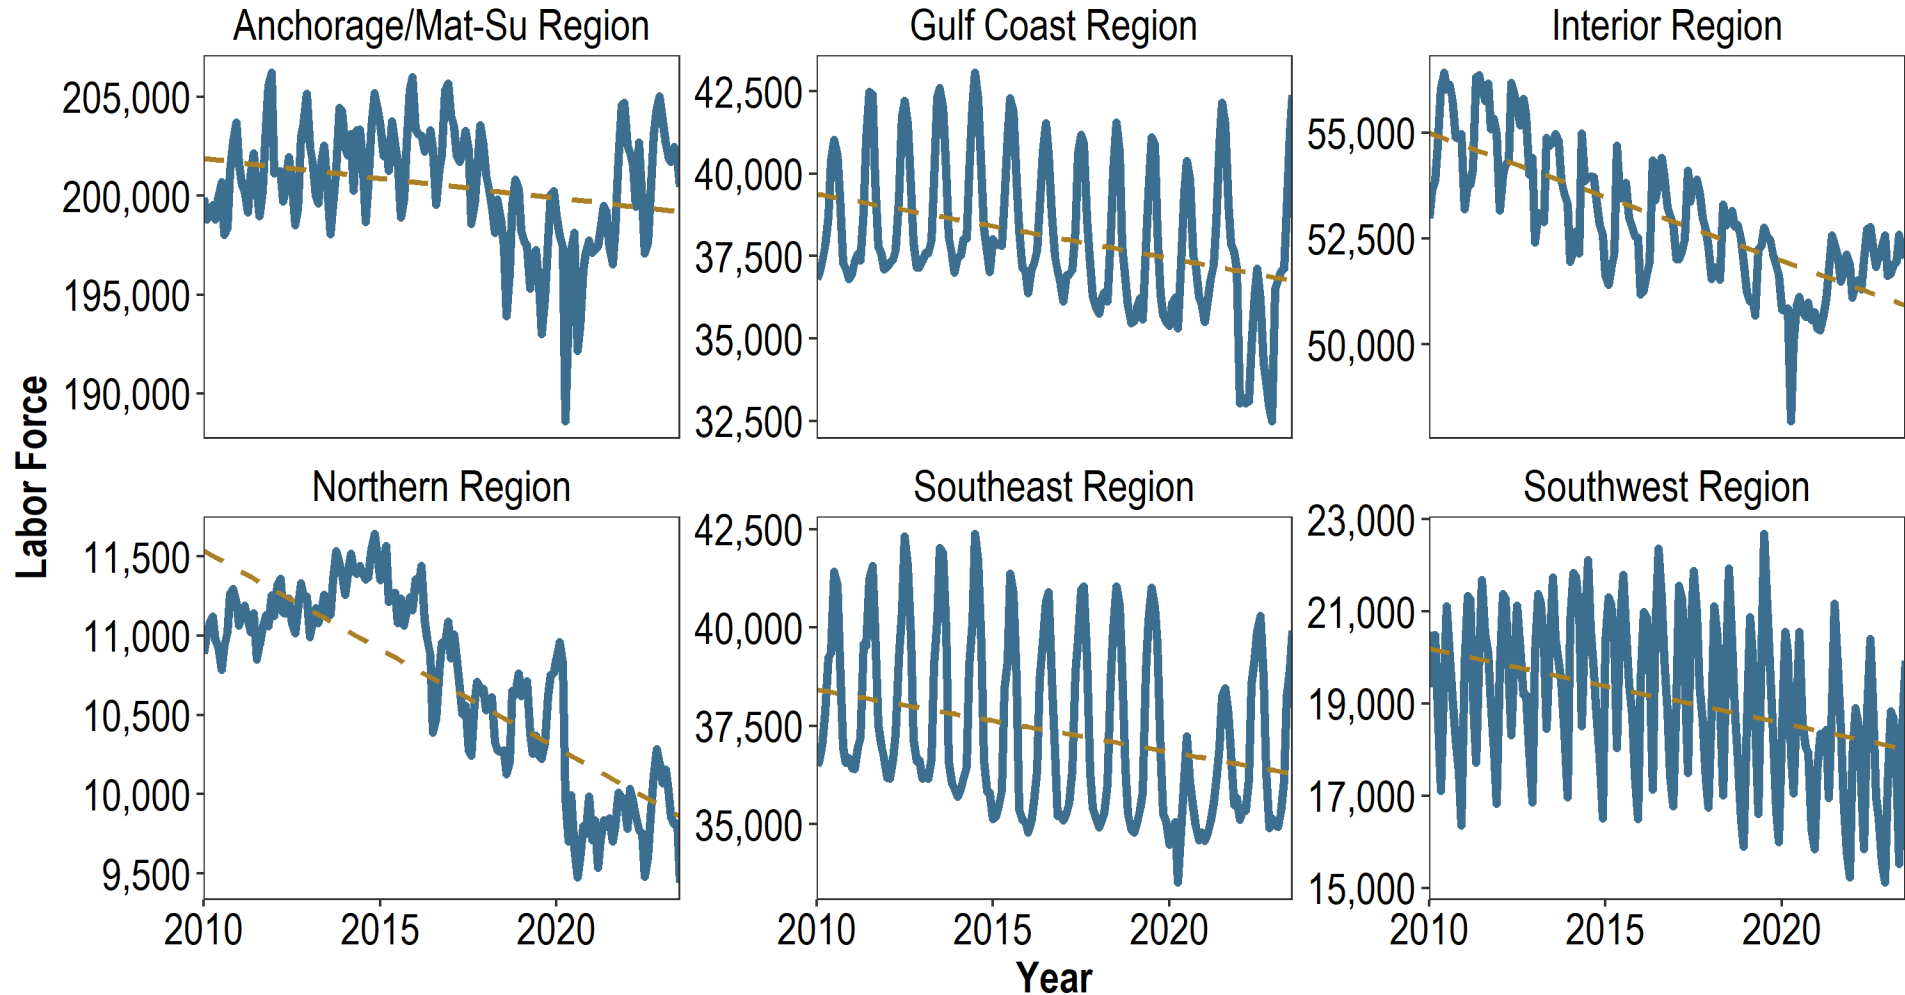 Anchorage/Mat-Su Region
Gulf Coast Region
Interior Region
205,000
200,000
195,000
190,000
42,500
40,000
37,500
35,000
32,500
55,000
52,500
50,000
Labor Force
Northern Region
Southeast Region
Southwest Region
11,500
11,000
10,500
10,000
9,500
42,500
40,000
37,500
35,000
23,000
21,000
19,000
17,000
15,000
2010 2015 2020
2010 2015 2020
2010 2015 2020
Year